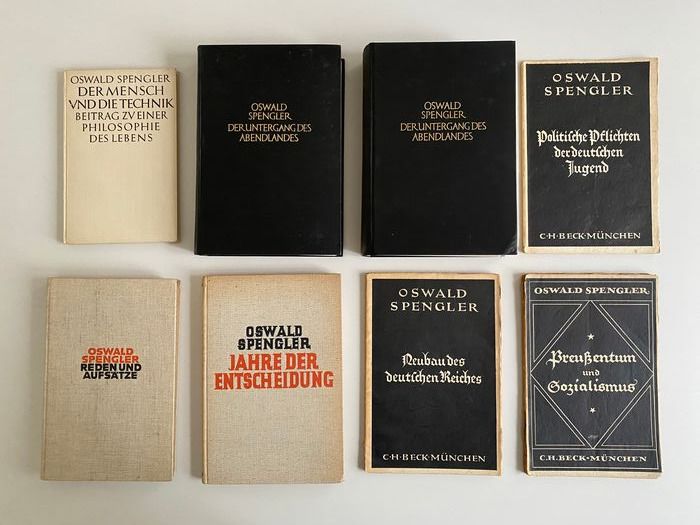 OSWALD SPENGLER
DER MENSCH
VND DIE TECHNIK
BEITRAG ZV EINER
PHILOSOPHIE
DES LEBENS
OSWALD
SPENGLER
DER UNTERGANG DES
ABENDLANDES
OSWALD
SPENGLER
DER UNTERGANG DES
ABENDLANDES
OSWALD
SPENGLER
Politische Pflichten
der deutschen
Jugend
C·H·BECK·MÜNCHEN
OSWALD
SPENGLER
REDEN UND
AUFSÄTZE
OSWALD
SPENGLER
JAHRE DER
ENTSCHEIDUNG
OSWALD
SPENGLER
Neubau des
deutschen Reiches
C·H·BECK·MÜNCHEN
OSWALD SPENGLER
Preußentum
und
Sozialismus
C.H.BECK·MÜNCHEN